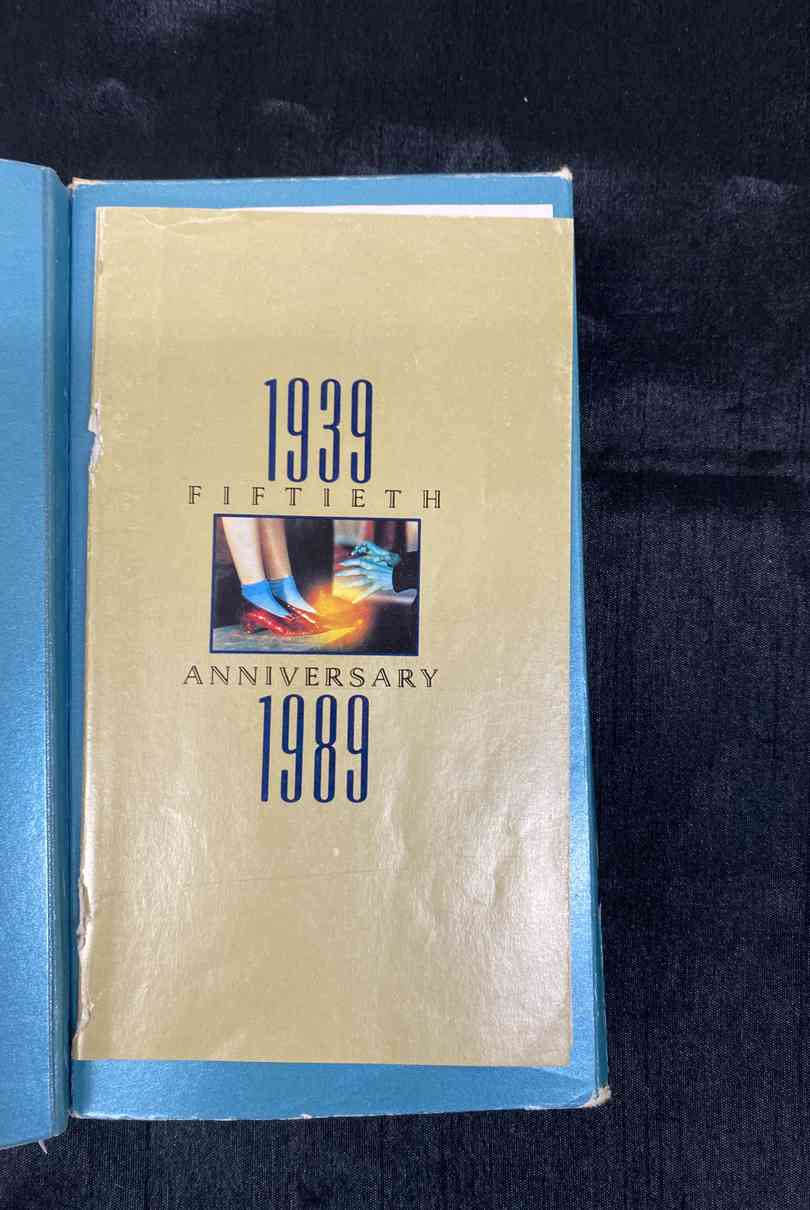 1939
FIFTIETH
ANNIVERSARY
1989